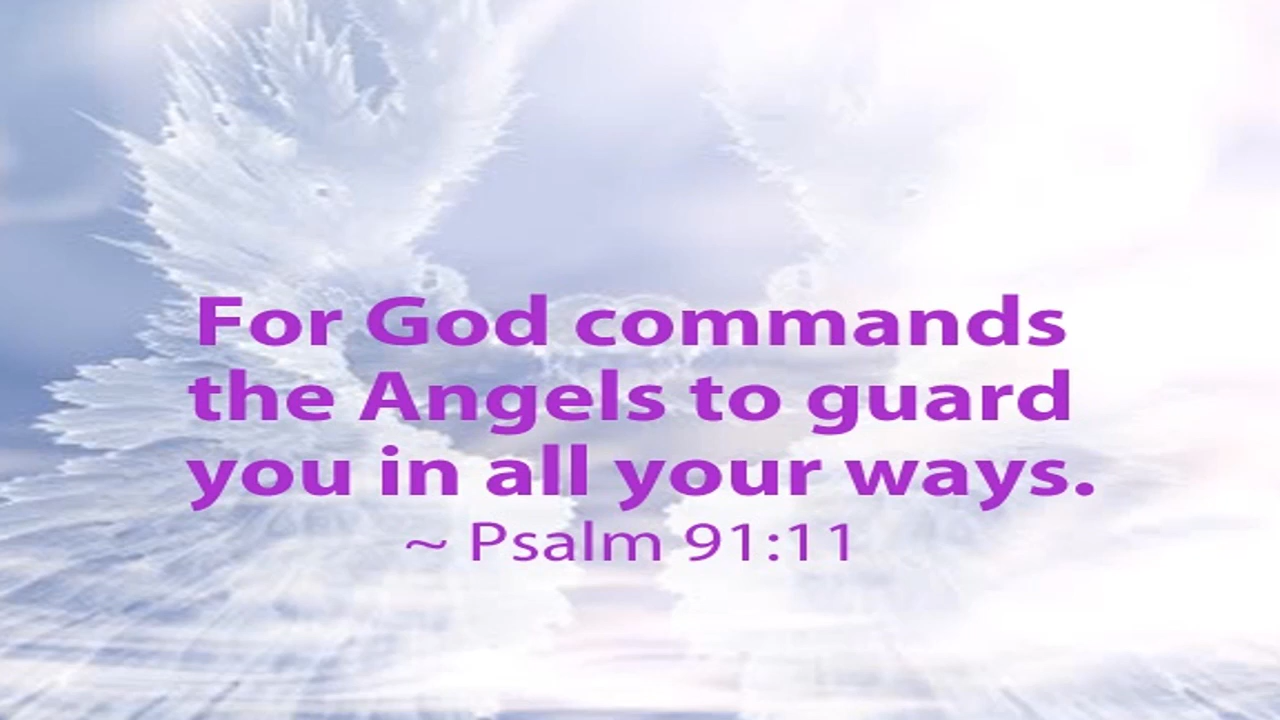 For God commands
the Angels to guard
you in all your ways.
~ Psalm 91:11